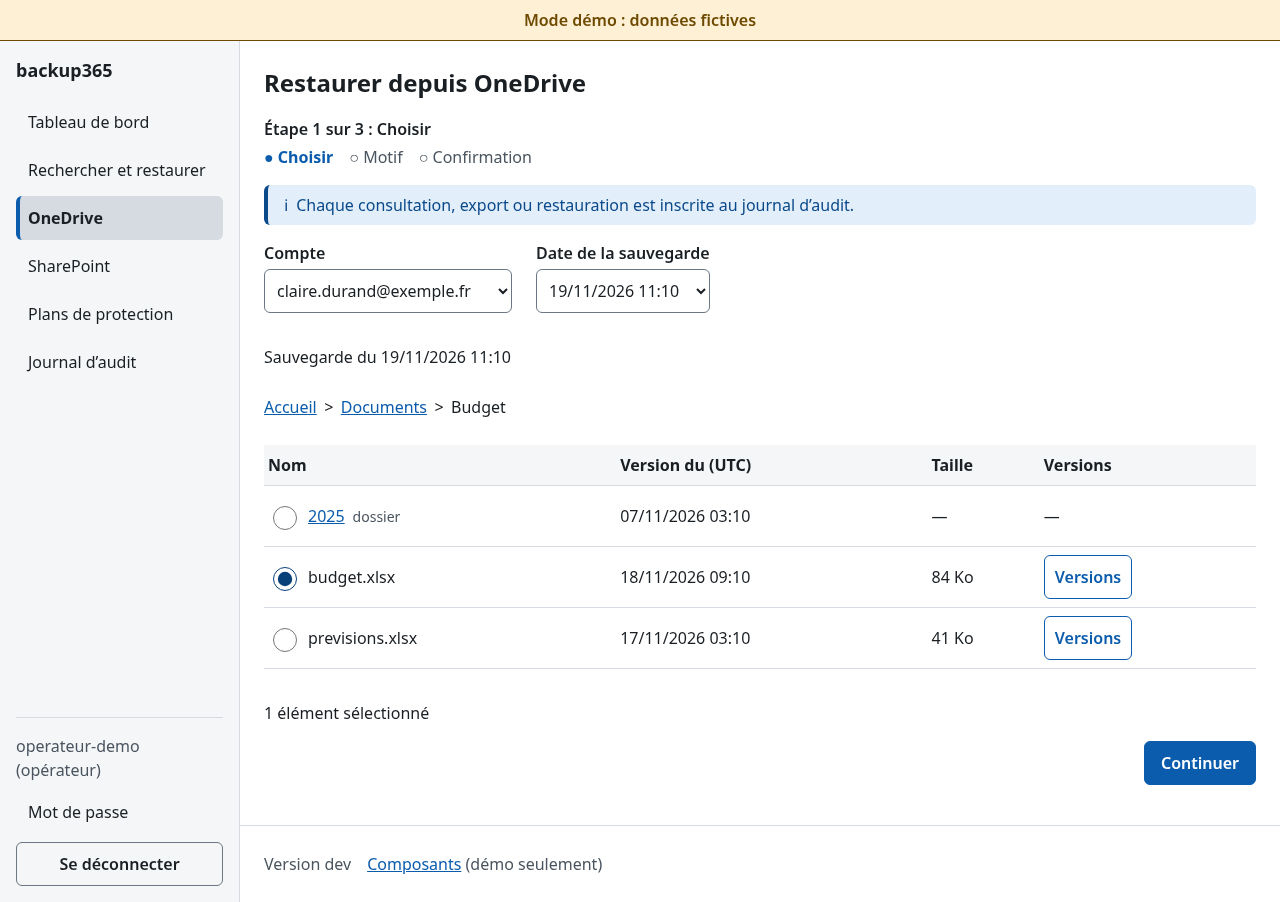 Mode démo : données fictives
backup365
Tableau de bord
Rechercher et restaurer
OneDrive
SharePoint
Plans de protection
Journal d’audit
operateur-demo
(opérateur)
Mot de passe
Se déconnecter
Restaurer depuis OneDrive
Étape 1 sur 3 : Choisir
● Choisir ○ Motif ○ Confirmation
i Chaque consultation, export ou restauration est inscrite au journal d’audit.
Compte Date de la sauvegarde
claire.durand@exemple.fr 19/11/2026 11:10
Sauvegarde du 19/11/2026 11:10
Accueil > Documents > Budget
Nom Version du (UTC) Taille Versions
2025 dossier 07/11/2026 03:10 — —
budget.xlsx 18/11/2026 09:10 84 Ko Versions
previsions.xlsx 17/11/2026 03:10 41 Ko Versions
1 élément sélectionné
Continuer
Version dev Composants (démo seulement)